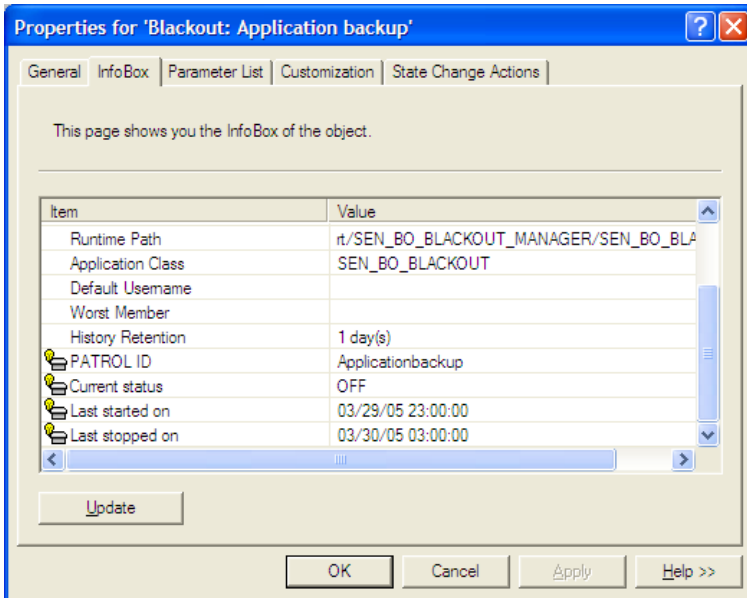 Properties for 'Blackout: Application backup'
General InfoBox Parameter List Customization State Change Actions
This page shows you the InfoBox of the object.
Item Value
Runtime Path rt/SEN_BO_BLACKOUT_MANAGER/SEN_BO_BLA
Application Class SEN_BO_BLACKOUT
Default Username
Worst Member
History Retention 1 day(s)
PATROL ID Applicationbackup
Current status OFF
Last started on 03/29/05 23:00:00
Last stopped on 03/30/05 03:00:00
Update
OK Cancel Apply Help >>